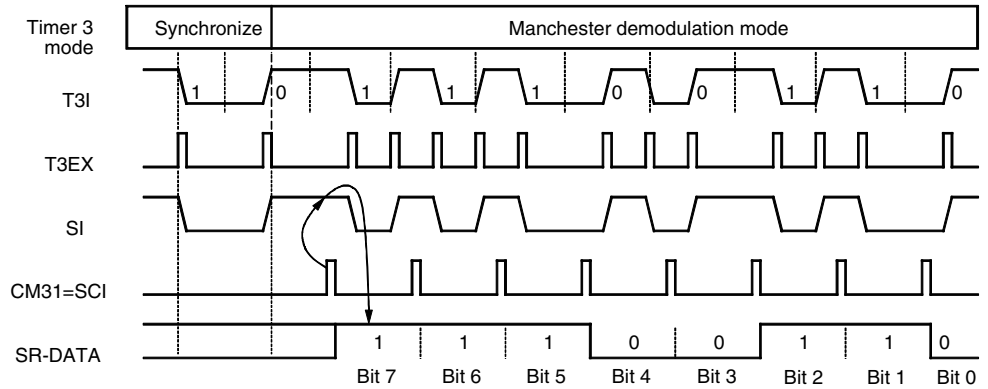 Timer 3 mode
Synchronize
Manchester demodulation mode
T3I
1 0 1 1 1 0 0 1 1 0
T3EX
SI
CM31=SCI
SR-DATA
1 1 1 0 0 1 1 0
Bit 7 Bit 6 Bit 5 Bit 4 Bit 3 Bit 2 Bit 1 Bit 0